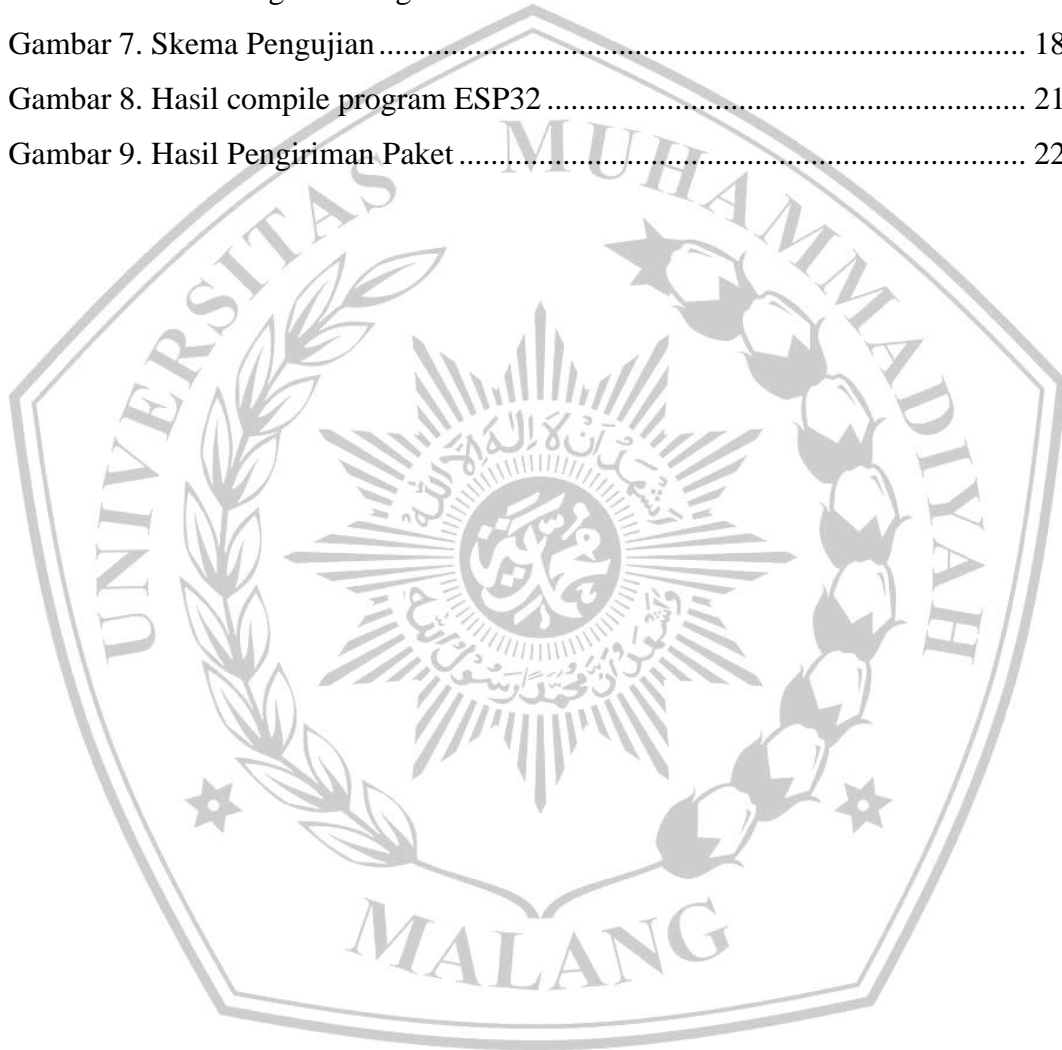 Gambar 7. Skema Pengujian ............................................................................... 18
Gambar 8. Hasil compile program ESP32 ........................................................... 21
Gambar 9. Hasil Pengiriman Paket ...................................................................... 22
UNIVERSITAS MUHAMMADIYAH
MALANG